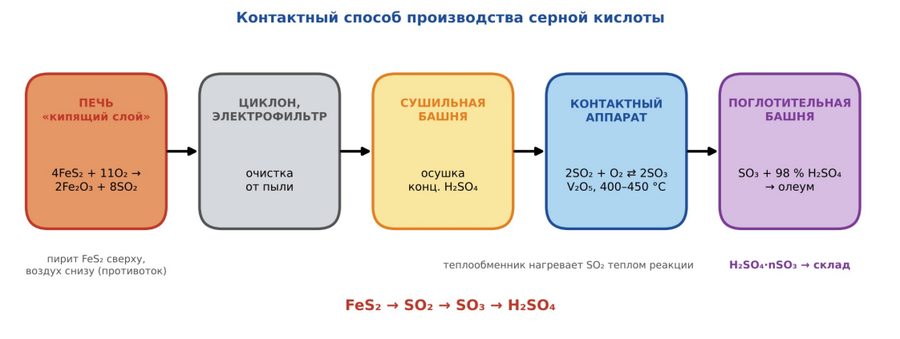 Контактный способ производства серной кислоты
ПЕЧЬ
«кипящий слой»
4FeS₂ + 11O₂ →
2Fe₂O₃ + 8SO₂
ЦИКЛОН,
ЭЛЕКТРОФИЛЬТР
очистка
от пыли
СУШИЛЬНАЯ
БАШНЯ
осушка
конц. H₂SO₄
КОНТАКТНЫЙ
АППАРАТ
2SO₂ + O₂ ⇄ 2SO₃
V₂O₅, 400–450 °C
ПОГЛОТИТЕЛЬНАЯ
БАШНЯ
SO₃ + 98 % H₂SO₄
→ олеум
пирит FeS₂ сверху,
воздух снизу (противоток)
теплообменник нагревает SO₂ теплом реакции
H₂SO₄·nSO₃ → склад
FeS₂ → SO₂ → SO₃ → H₂SO₄